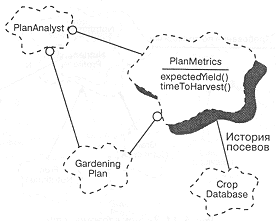 PlanAnalyst
PlanMetrics
expectedYield()
timeToHarvest()
История
посевов
Gardening
Plan
Crop
Database